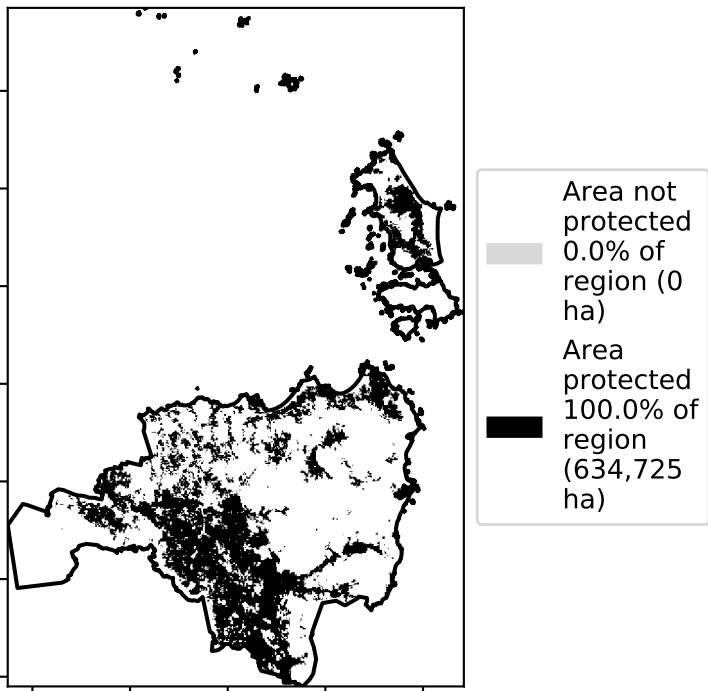 Area not
protected
0.0% of
region (0
ha)
Area
protected
100.0% of
region
(634,725
ha)